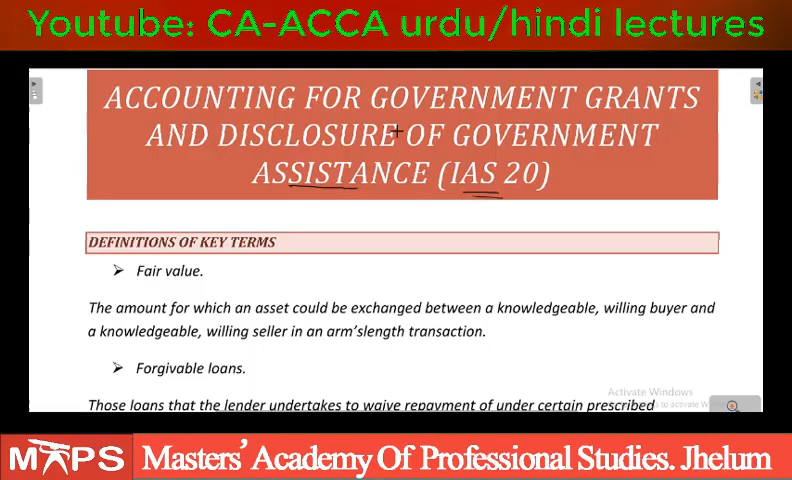 Youtube: CA-ACCA urdu/hindi lectures
ACCOUNTING FOR GOVERNMENT GRANTS
AND DISCLOSURE OF GOVERNMENT
ASSISTANCE (IAS 20)
DEFINITIONS OF KEY TERMS
Fair value.
The amount for which an asset could be exchanged between a knowledgeable, willing buyer and
a knowledgeable, willing seller in an arm'slength transaction.
Forgivable loans.
Activate Windows
Those loans that the lender undertakes to waive repayment of under certain prescribed
MAPS Masters' Academy Of Professional Studies. Jhelum